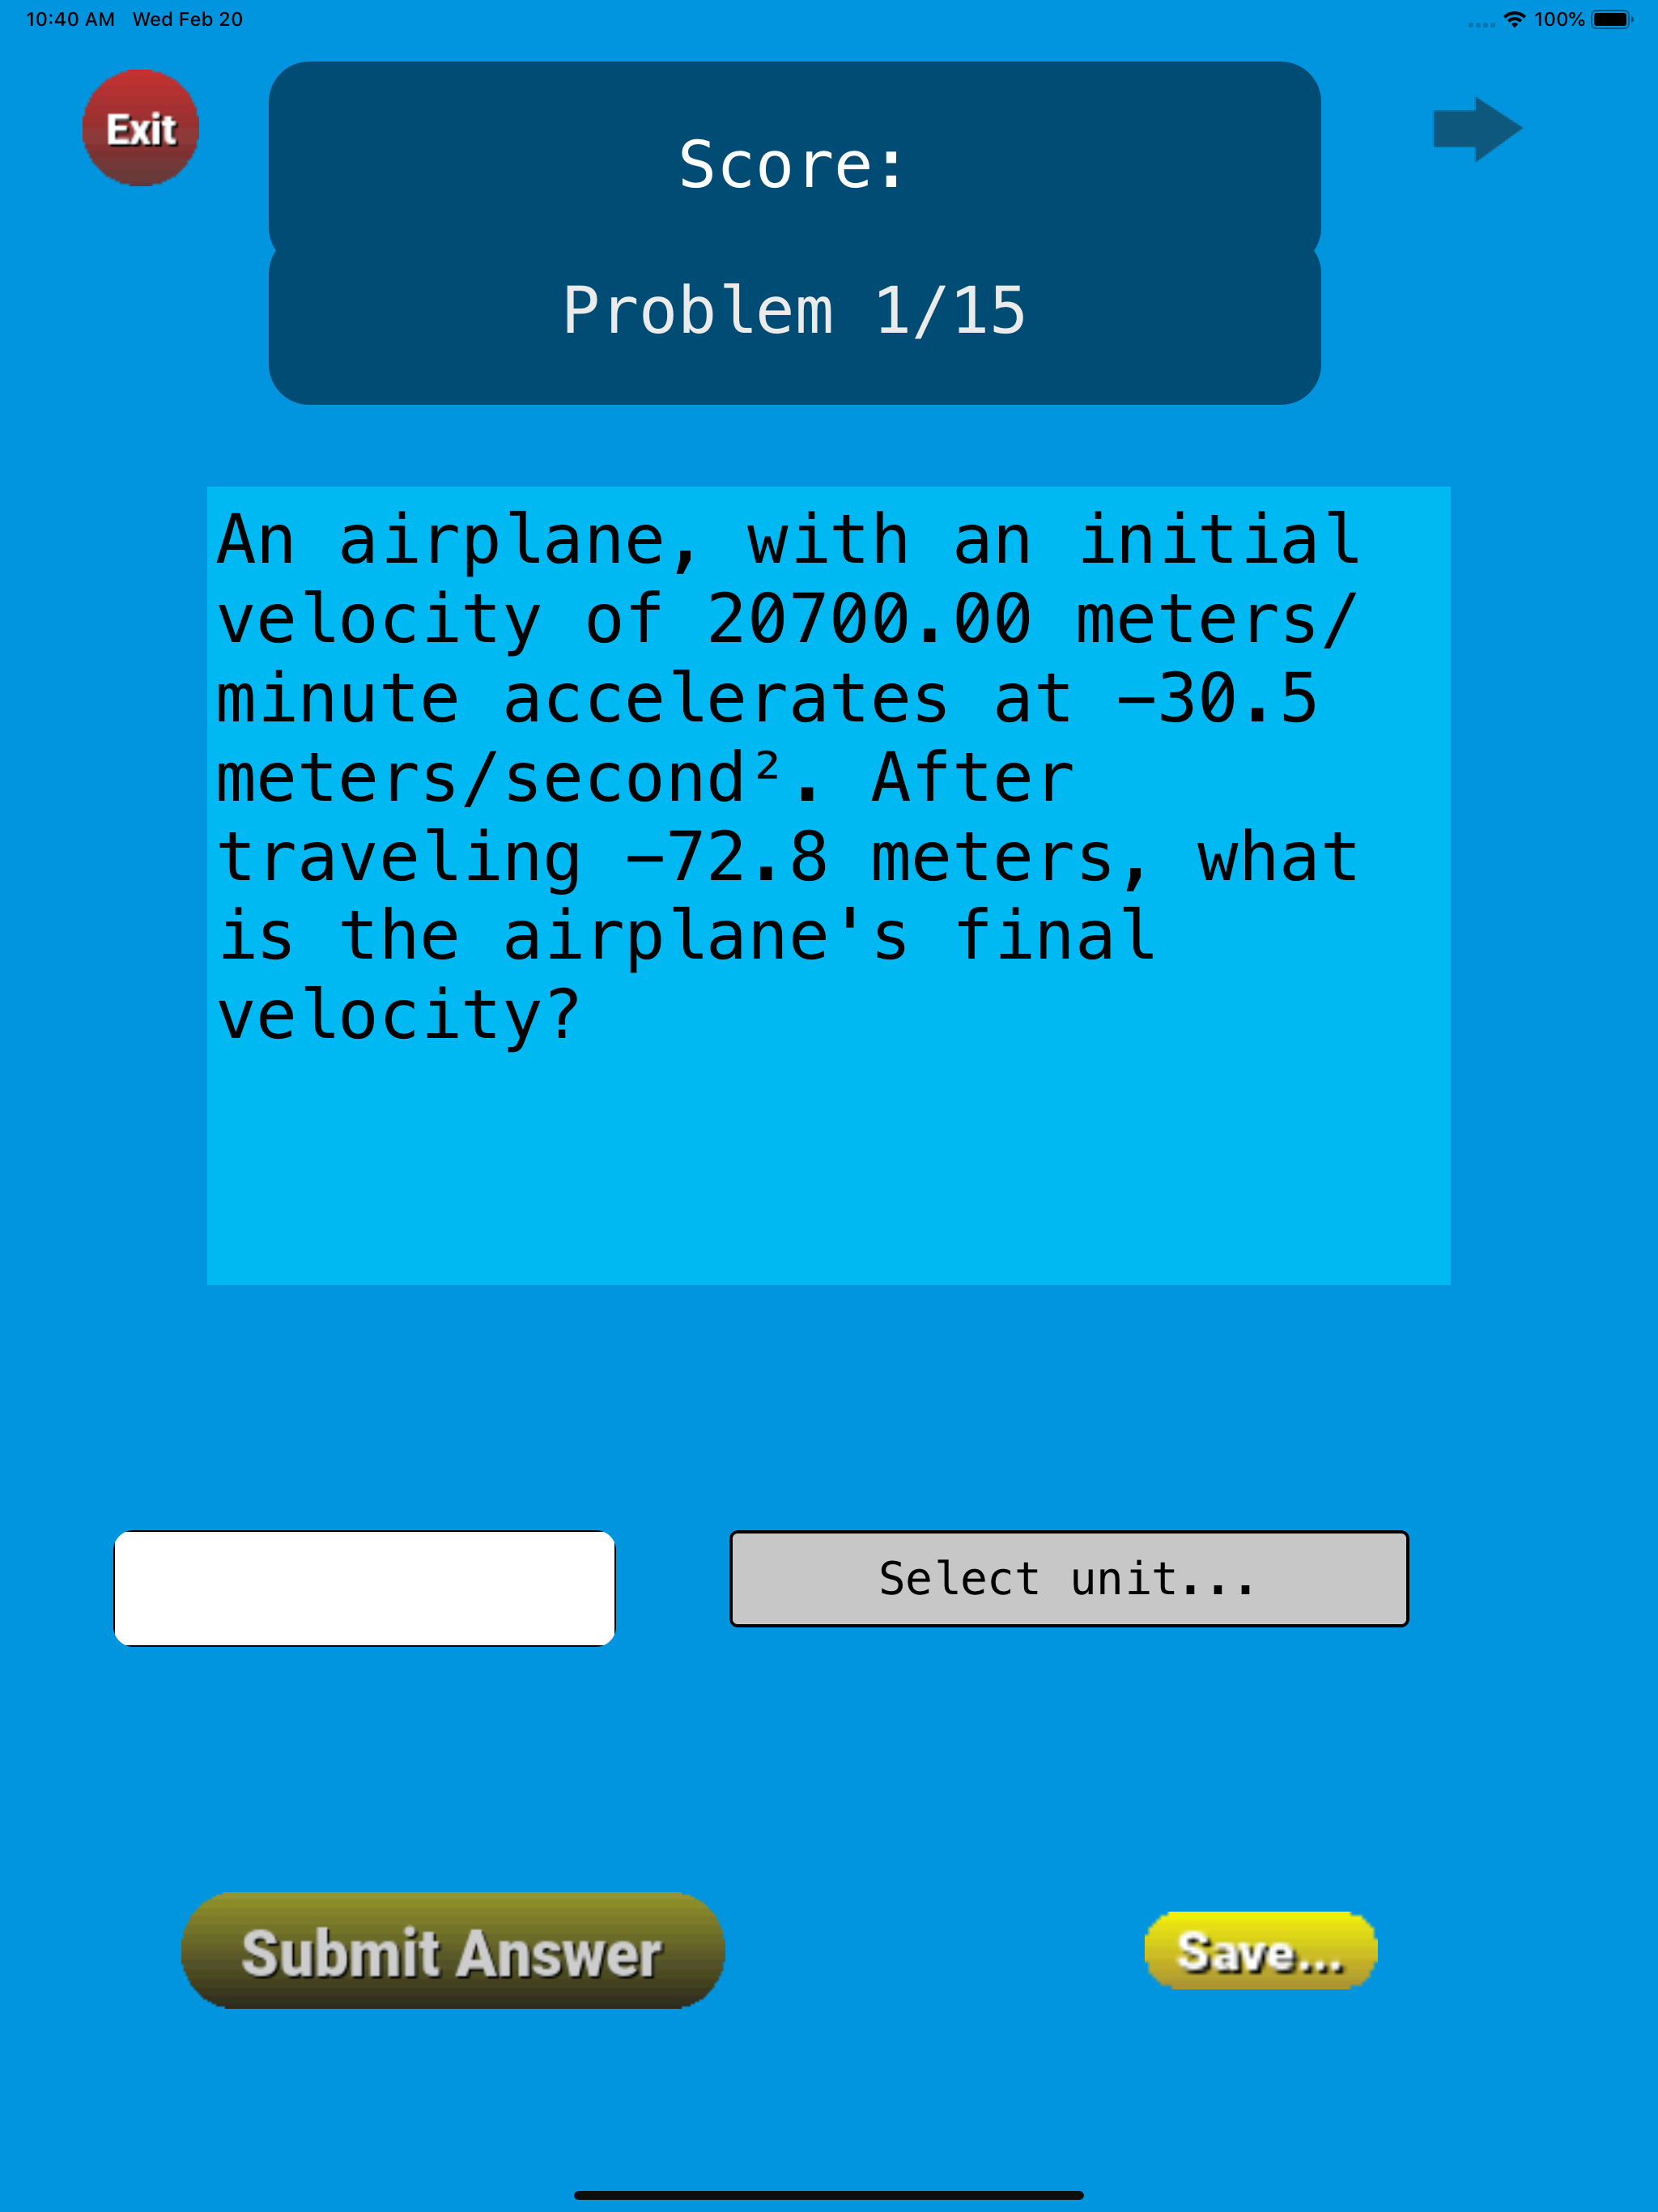 10:40 AM Wed Feb 20
100%
Exit
Score:
Problem 1/15
An airplane, with an initial
velocity of 20700.00 meters/
minute accelerates at −30.5
meters/second². After
traveling −72.8 meters, what
is the airplane's final
velocity?
Select unit...
Submit Answer
Save...